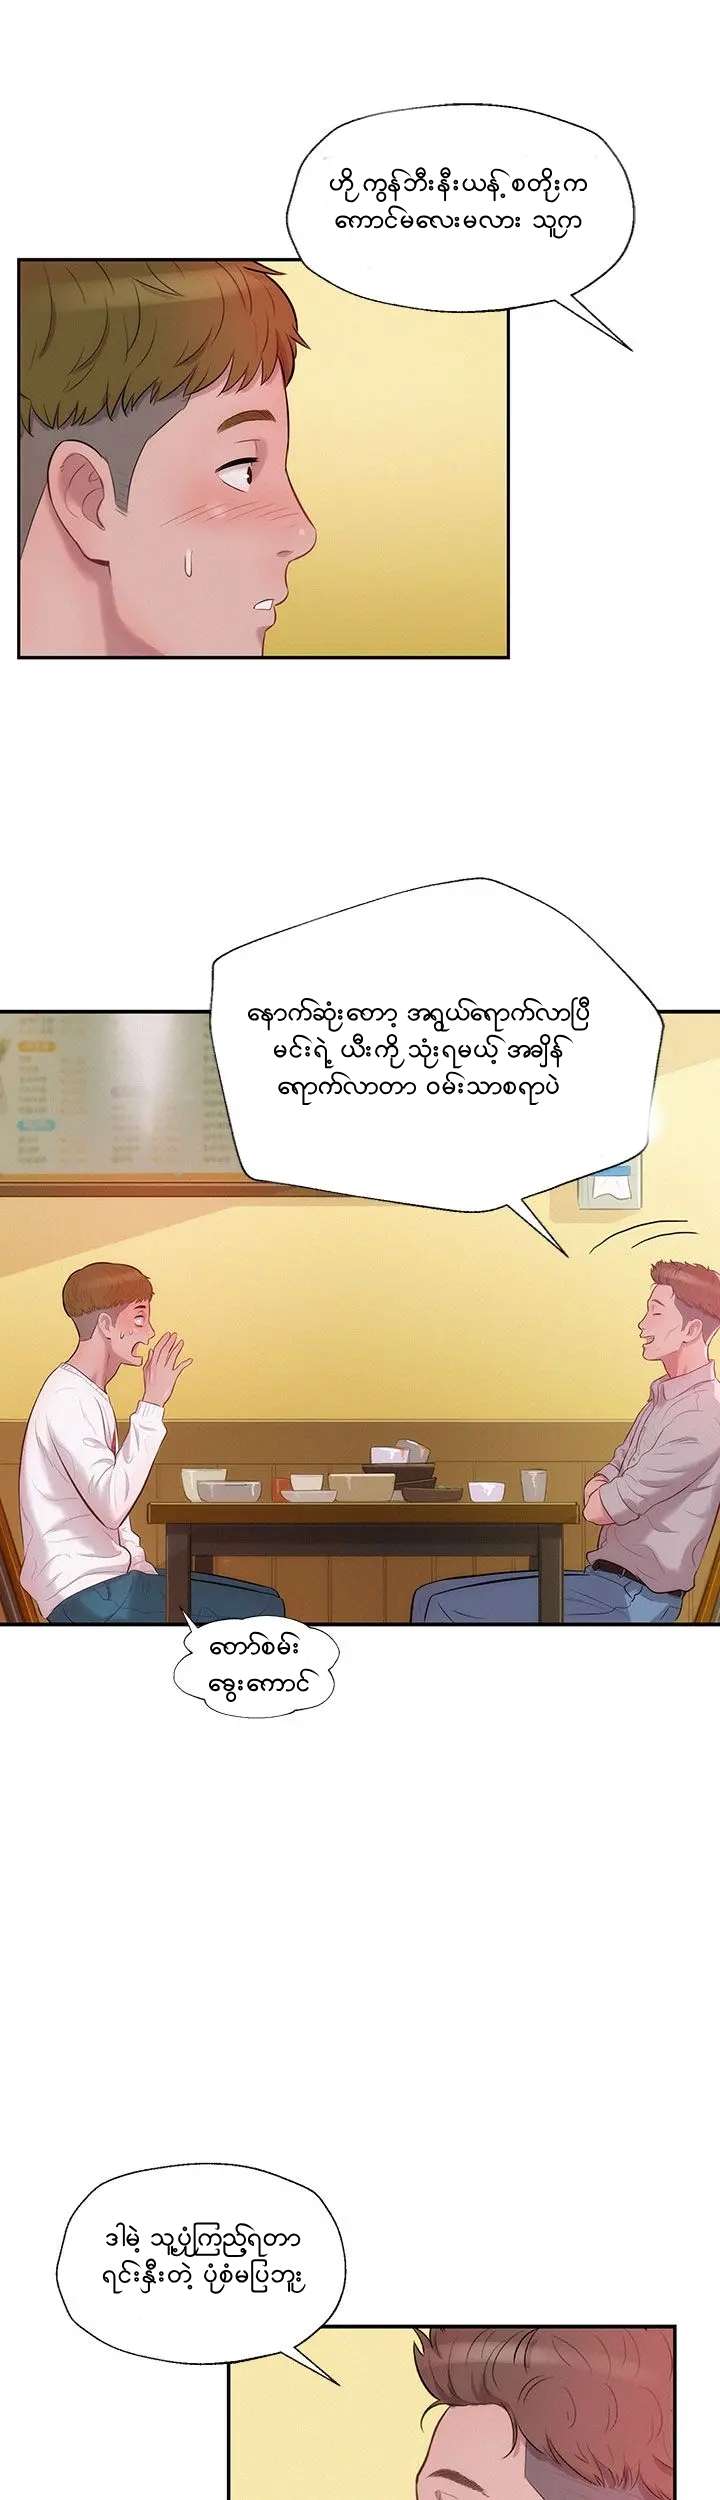 ဟို ကွန်ဘီးနီးယန့် စတိုးက
ကောင်မလေးမလား သူက
နောက်ဆုံးတော့ အရွယ်ရောက်လာပြီ
မင်းရဲ့ ယီးကို သုံးရမယ့် အချိန်
ရောက်လာတာ ဝမ်းသာစရာပဲ
တော်စမ်း
ခွေးကောင်
ဒါမဲ့ သူ့ပုံကြည့်ရတာ
ရင်းနှီးတဲ့ ပုံစံမပြဘူး